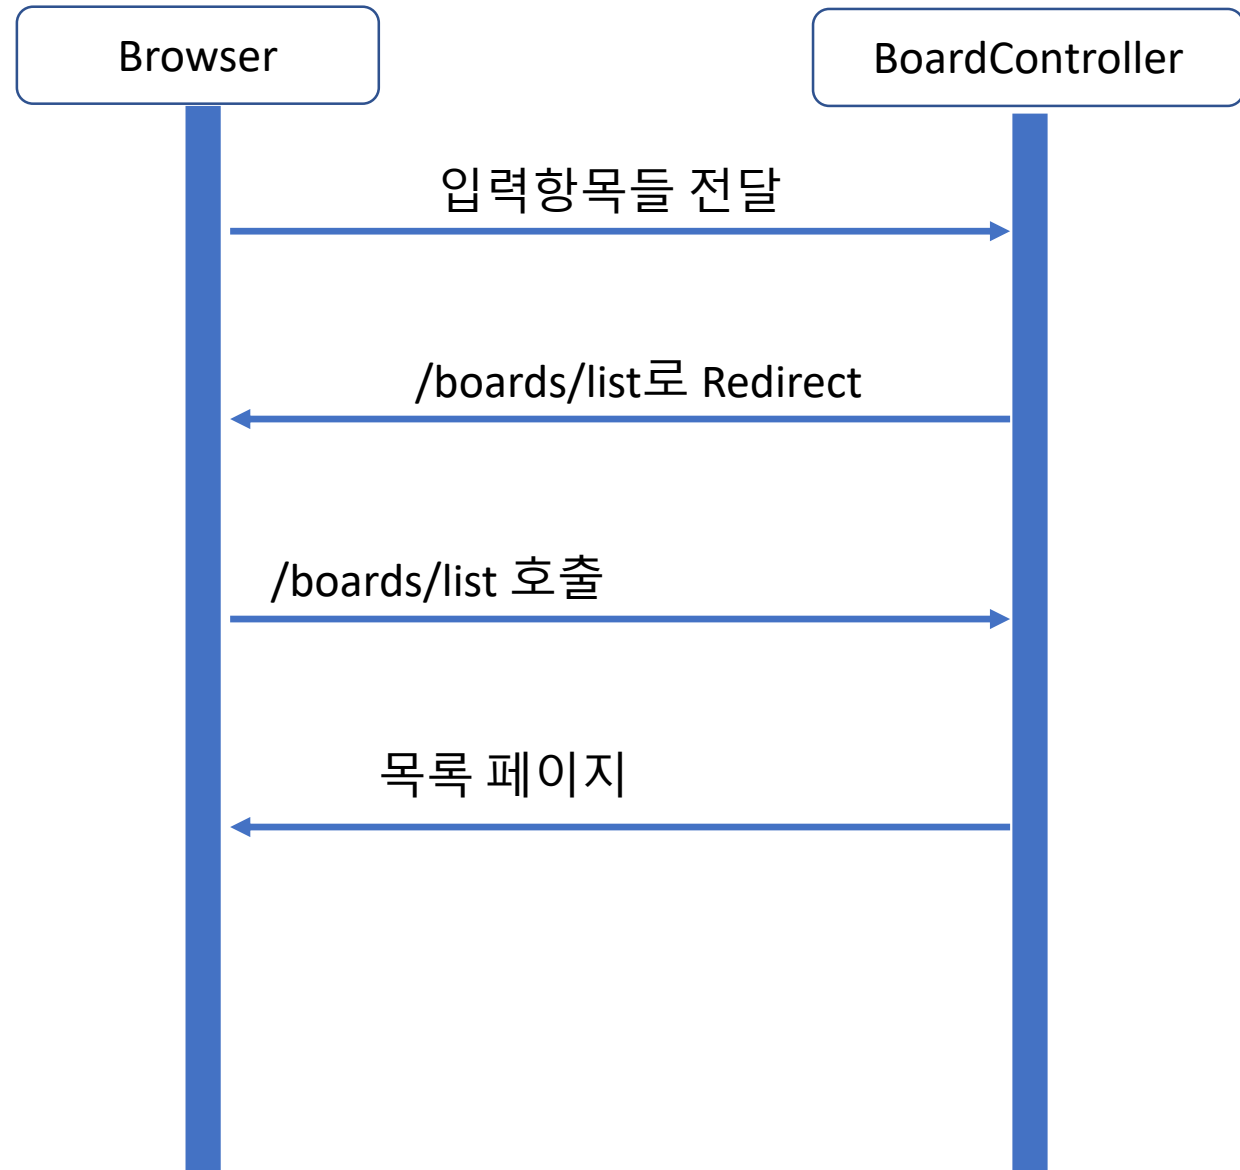 Browser
BoardController
입력항목들 전달
/boards/list로 Redirect
/boards/list 호출
목록 페이지